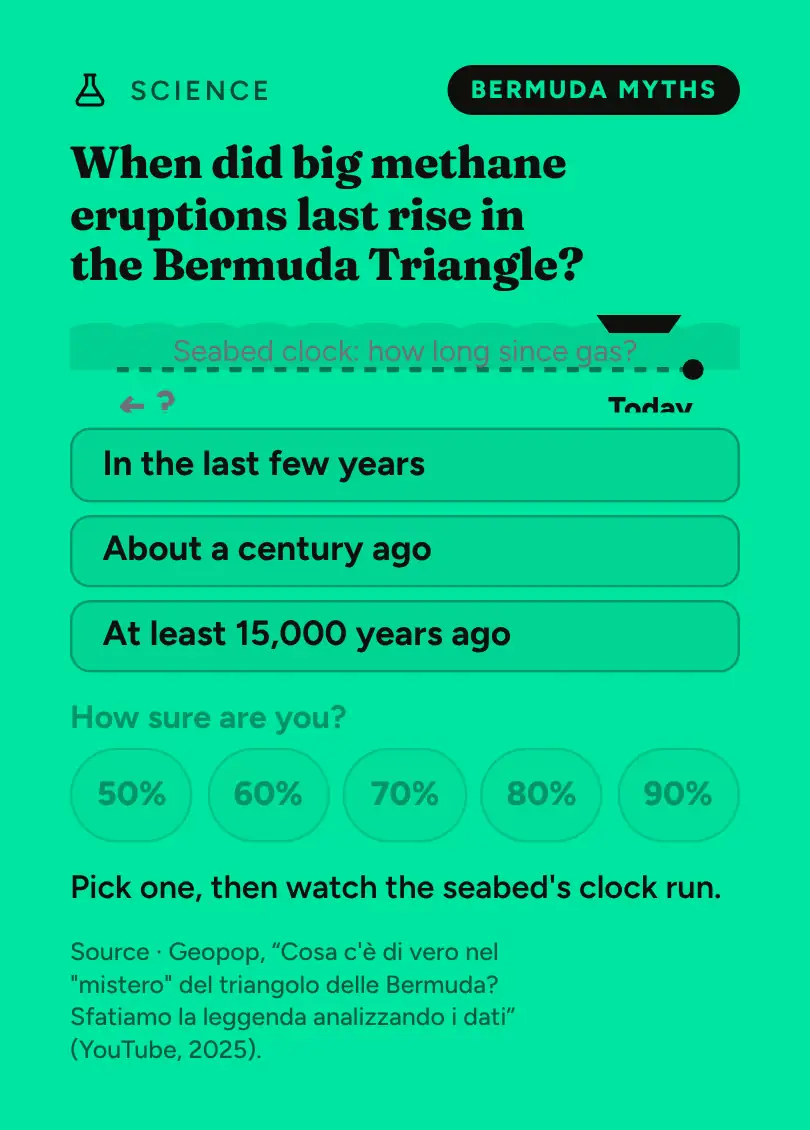 SCIENCE
BERMUDA MYTHS
When did big methane
eruptions last rise in
the Bermuda Triangle?
Seabed clock: how long since gas?
← ?
Today
In the last few years
About a century ago
At least 15,000 years ago
How sure are you?
50% 60% 70% 80% 90%
Pick one, then watch the seabed's clock run.
Source · Geopop, “Cosa c'è di vero nel
"mistero" del triangolo delle Bermuda?
Sfatiamo la leggenda analizzando i dati”
(YouTube, 2025).